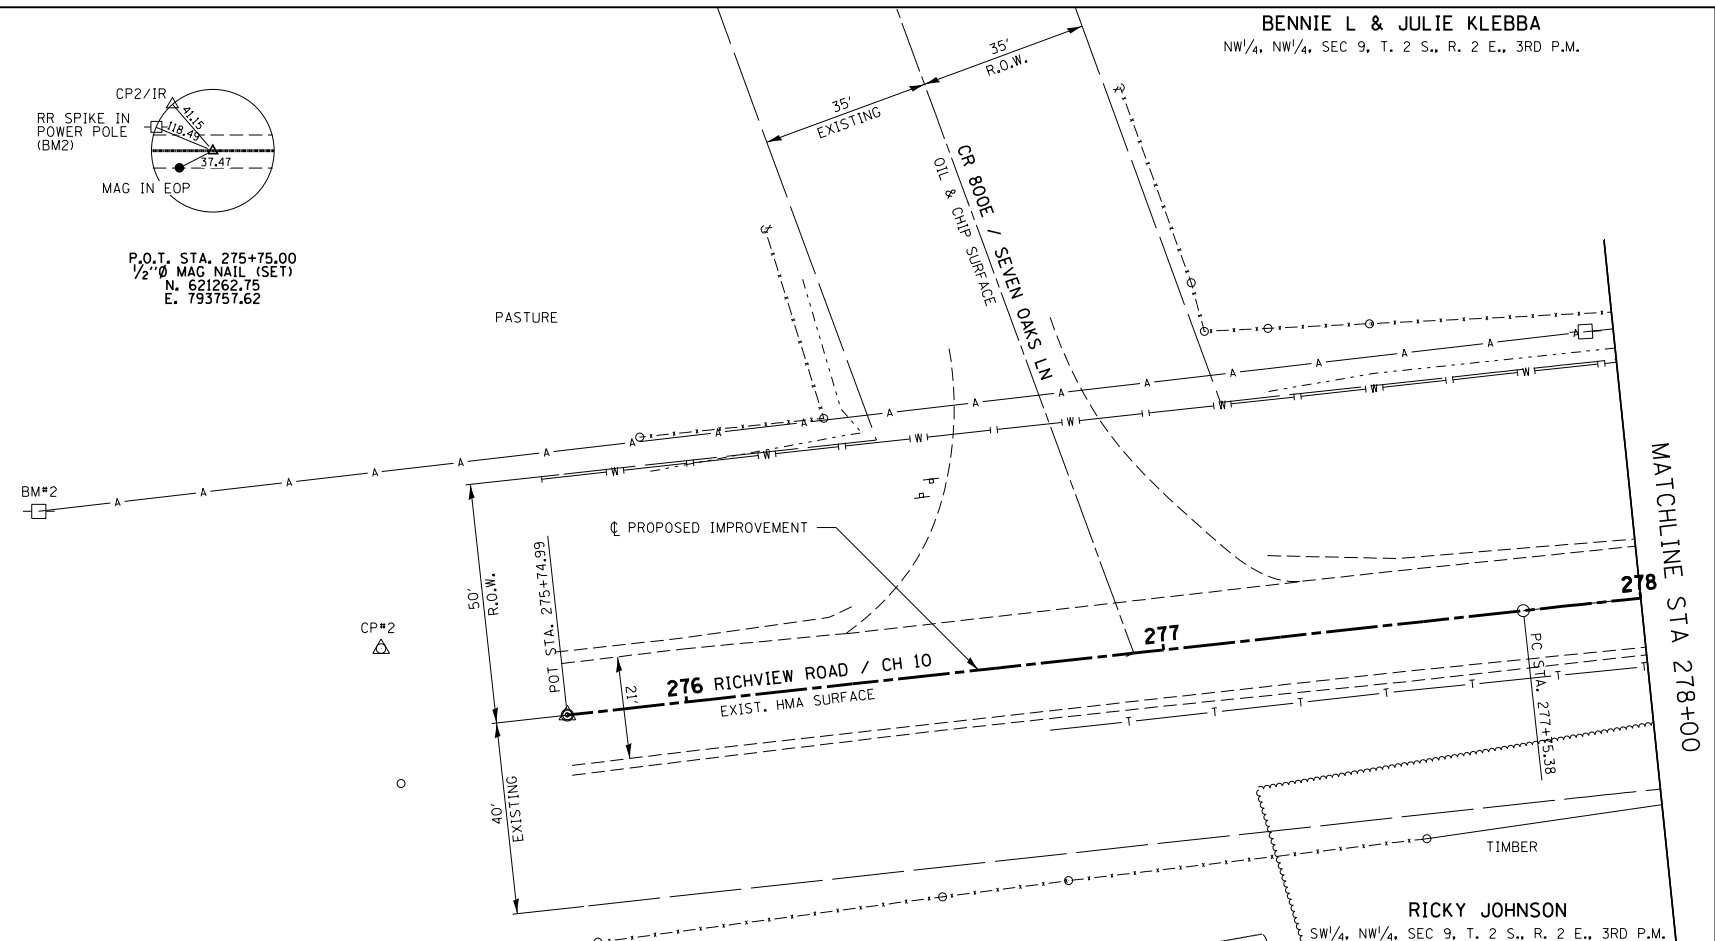 BENNIE L & JULIE KLEBBA
NW¼, NW¼, SEC 9, T. 2 S., R. 2 E., 3RD P.M.
35'
R.O.W.
35'
EXISTING
CP2/IR
RR SPIKE IN
POWER POLE
(BM2)
41.15
118.49
37.47
MAG IN EOP
P.O.T. STA. 275+75.00
½"Ø MAG NAIL (SET)
N. 621262.75
E. 793757.62
PASTURE
CR 800E / SEVEN OAKS LN
OIL & CHIP SURFACE
A A A A A A A A A A A A A A A A A A
W W W W W W W
BM#2
MATCHLINE STA 278+00
℄ PROPOSED IMPROVEMENT
50'
R.O.W.
POT STA. 275+74.99
CP#2
278
277
276 RICHVIEW ROAD / CH 10
EXIST. HMA SURFACE
21'
PC STA. 277+75.38
T T T T T T T
40'
EXISTING
TIMBER
RICKY JOHNSON
SW¼, NW¼, SEC 9, T. 2 S., R. 2 E., 3RD P.M.